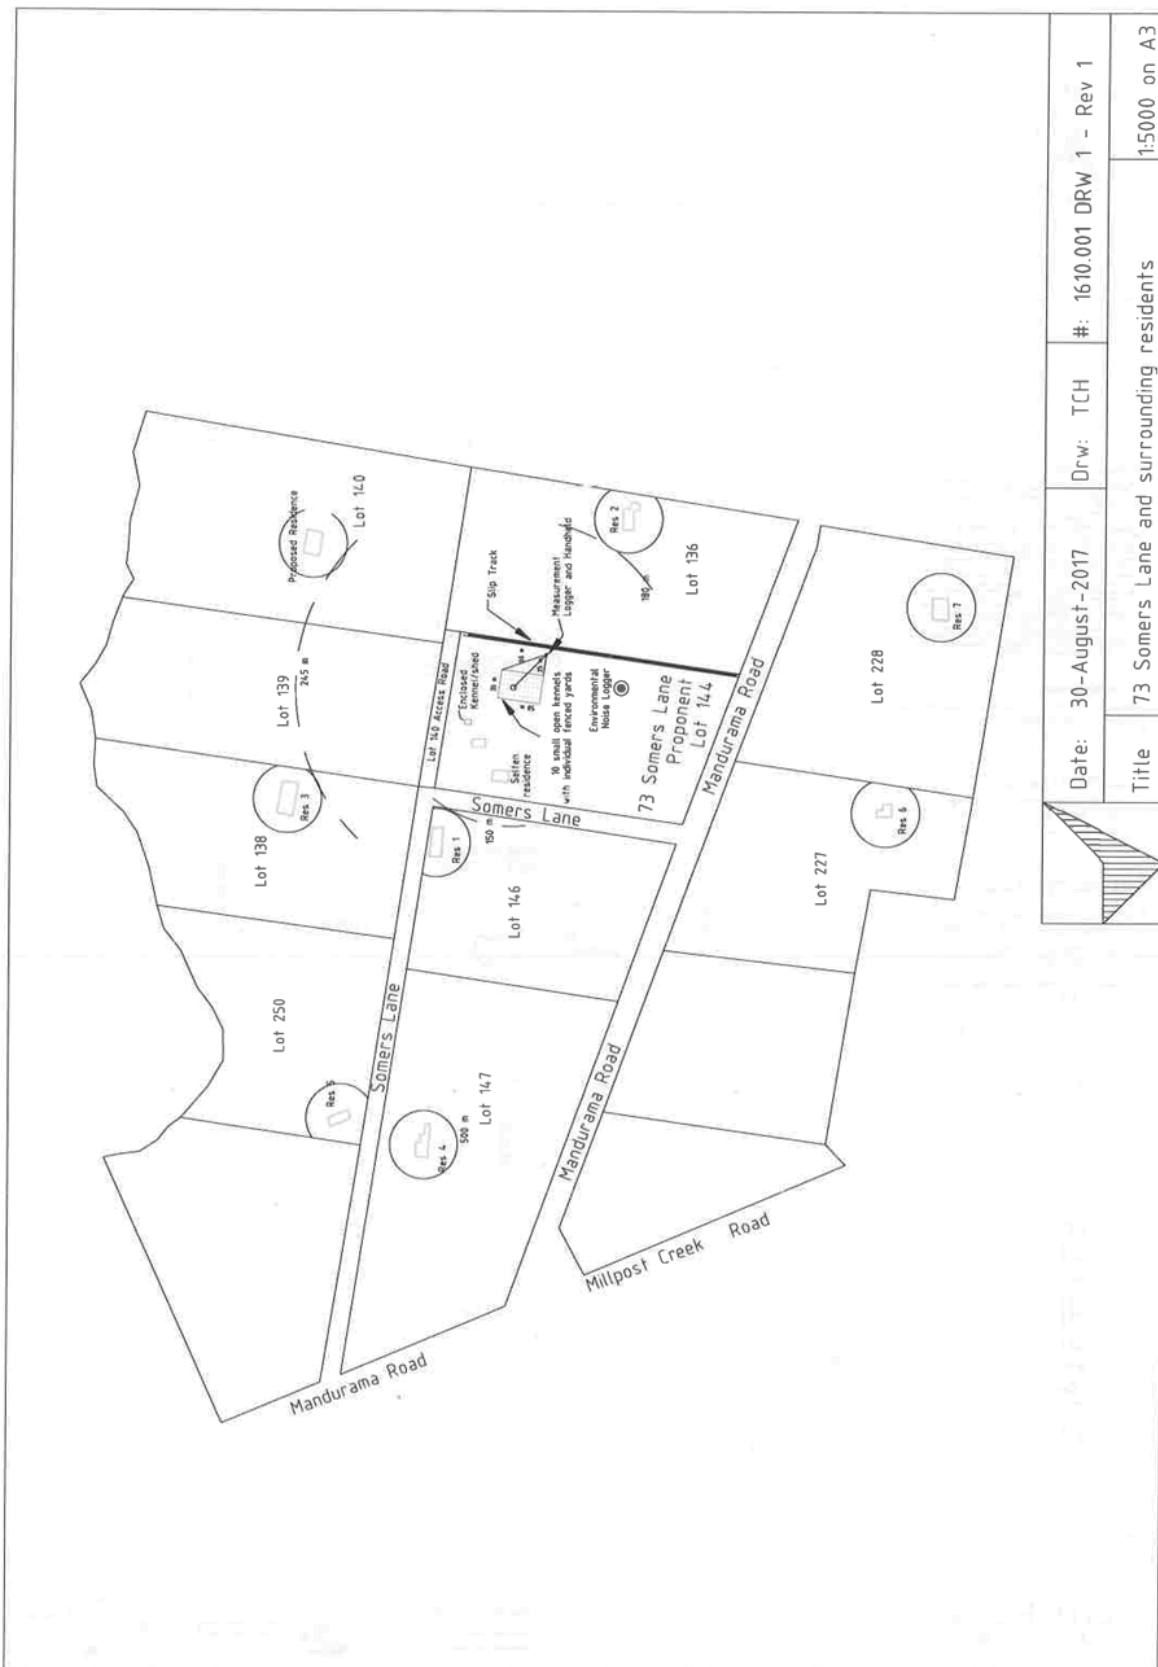 Proposed Residence
Lot 140
Lot 139
245 m
Lot 138
Res 3
Lot 250
Res 5
Somers Lane
Lot 140 Access Road
Enclosed
Kennel/shed
Slip Track
Measurement
Logger and Handheld
Res 2
180 m
Lot 136
residence
10 small open kennels
with individual fenced yards
Environmental
Noise Logger
73 Somers Lane
Proponent
Lot 144
Somers Lane
150 m
Res 1
Lot 146
Res 4
500 m
Lot 147
Mandurama Road
Mandurama Road
Mandurama Road
Millpost Creek Road
Lot 228
Res 7
Lot 227
Res 6
Date: 30-August-2017
Drw: TCH
#: 1610.001 DRW 1 - Rev 1
Title
73 Somers Lane and surrounding residents
1:5000 on A3